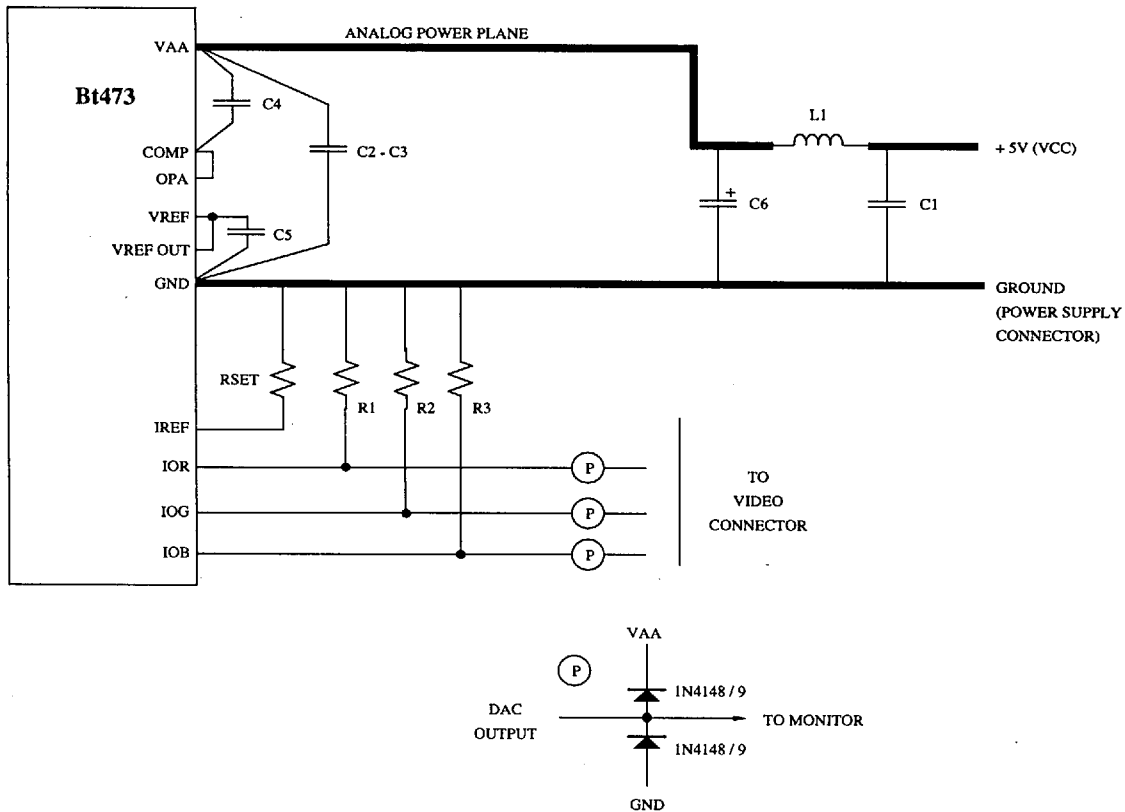 ANALOG POWER PLANE
VAA
Bt473
C4
L1
C2 - C3
+ 5V (VCC)
COMP
OPA
+
C6
C1
VREF
C5
VREF OUT
GND
GROUND
(POWER SUPPLY
CONNECTOR)
RSET
R1
R2
R3
IREF
IOR
P
TO
VIDEO
CONNECTOR
IOG
P
IOB
P
VAA
P
1N4148 / 9
DAC
OUTPUT
TO MONITOR
1N4148 / 9
GND